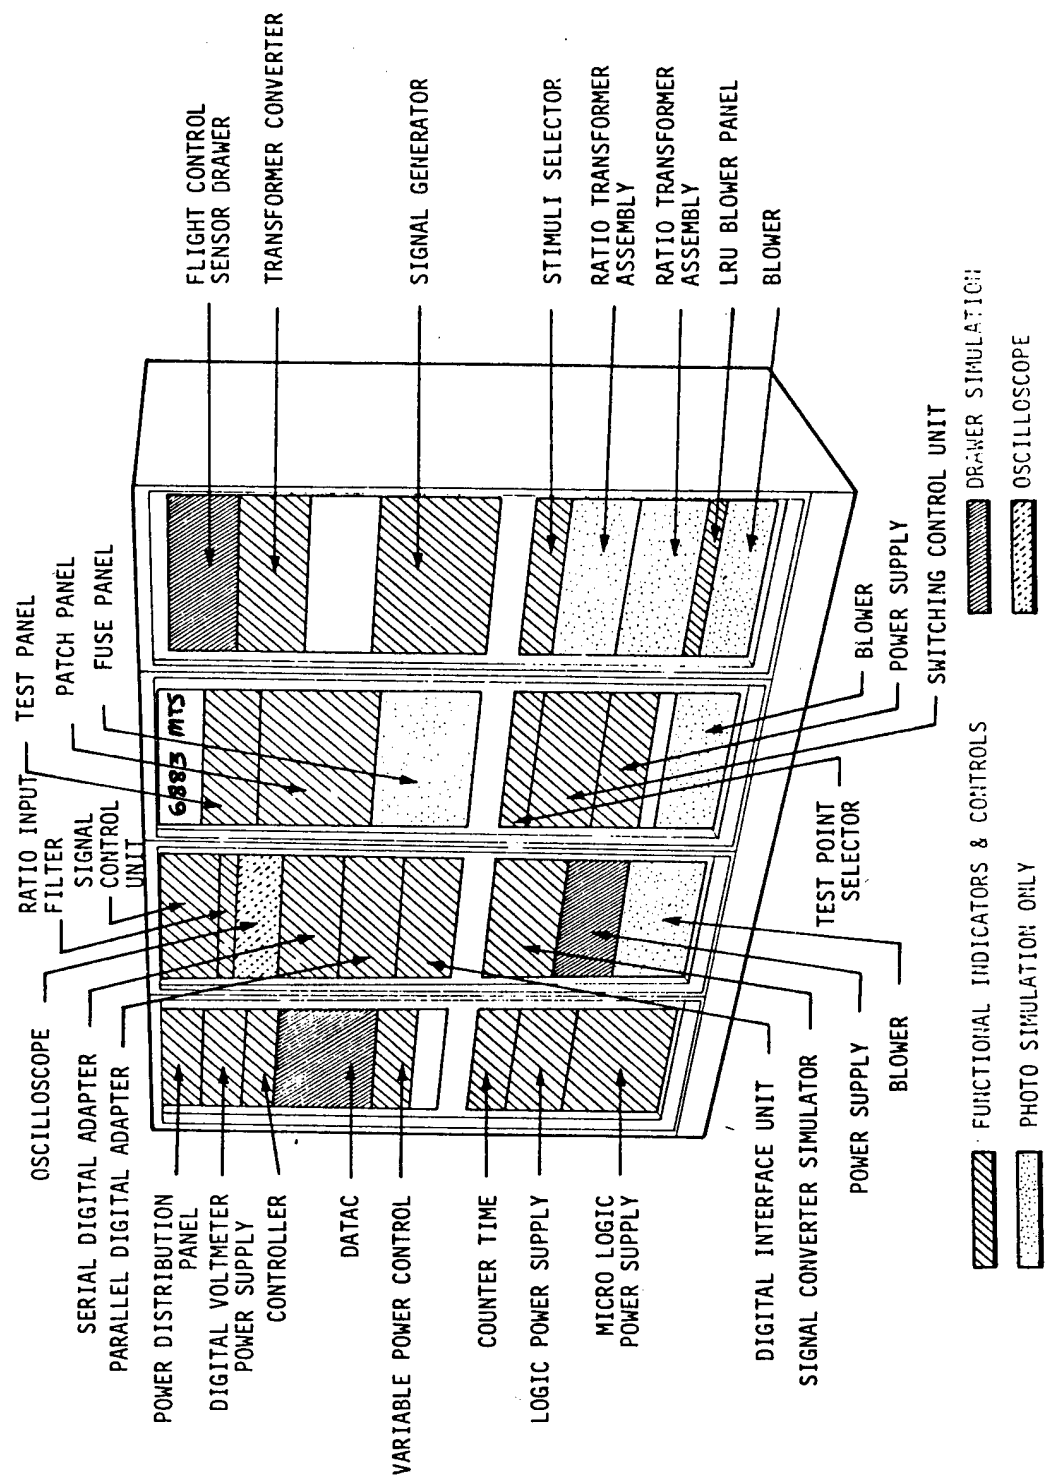 RATIO INPUT
FILTER
TEST PANEL
PATCH PANEL
FUSE PANEL
SIGNAL
CONTROL
UNIT
OSCILLOSCOPE
SERIAL DIGITAL ADAPTER
PARALLEL DIGITAL ADAPTER
POWER DISTRIBUTION
PANEL
DIGITAL VOLTMETER
POWER SUPPLY
CONTROLLER
DATAC
VARIABLE POWER CONTROL
COUNTER TIME
LOGIC POWER SUPPLY
MICRO LOGIC
POWER SUPPLY
6883 MTS
FLIGHT CONTROL
SENSOR DRAWER
TRANSFORMER CONVERTER
SIGNAL GENERATOR
STIMULI SELECTOR
RATIO TRANSFORMER
ASSEMBLY
RATIO TRANSFORMER
ASSEMBLY
LRU BLOWER PANEL
BLOWER
DIGITAL INTERFACE UNIT
SIGNAL CONVERTER SIMULATOR
POWER SUPPLY
BLOWER
TEST POINT
SELECTOR
BLOWER
POWER SUPPLY
SWITCHING CONTROL UNIT
FUNCTIONAL INDICATORS & CONTROLS
DRAWER SIMULATION
PHOTO SIMULATION ONLY
OSCILLOSCOPE